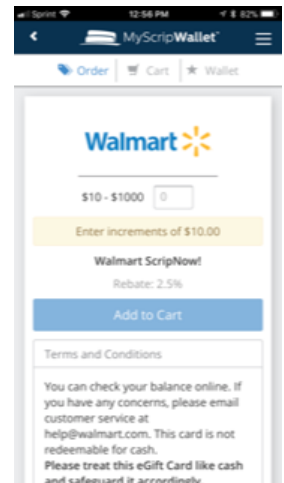 Sprint 12:56 PM 82%
MyScripWallet
Order Cart Wallet
Walmart
$10 - $1000 0
Enter increments of $10.00
Walmart ScripNow!
Rebate: 2.5%
Add to Cart
Terms and Conditions
You can check your balance online. If
you have any concerns, please email
customer service at
help@walmart.com. This card is not
redeemable for cash.
Please treat this eGift Card like cash
and safeguard it accordingly.